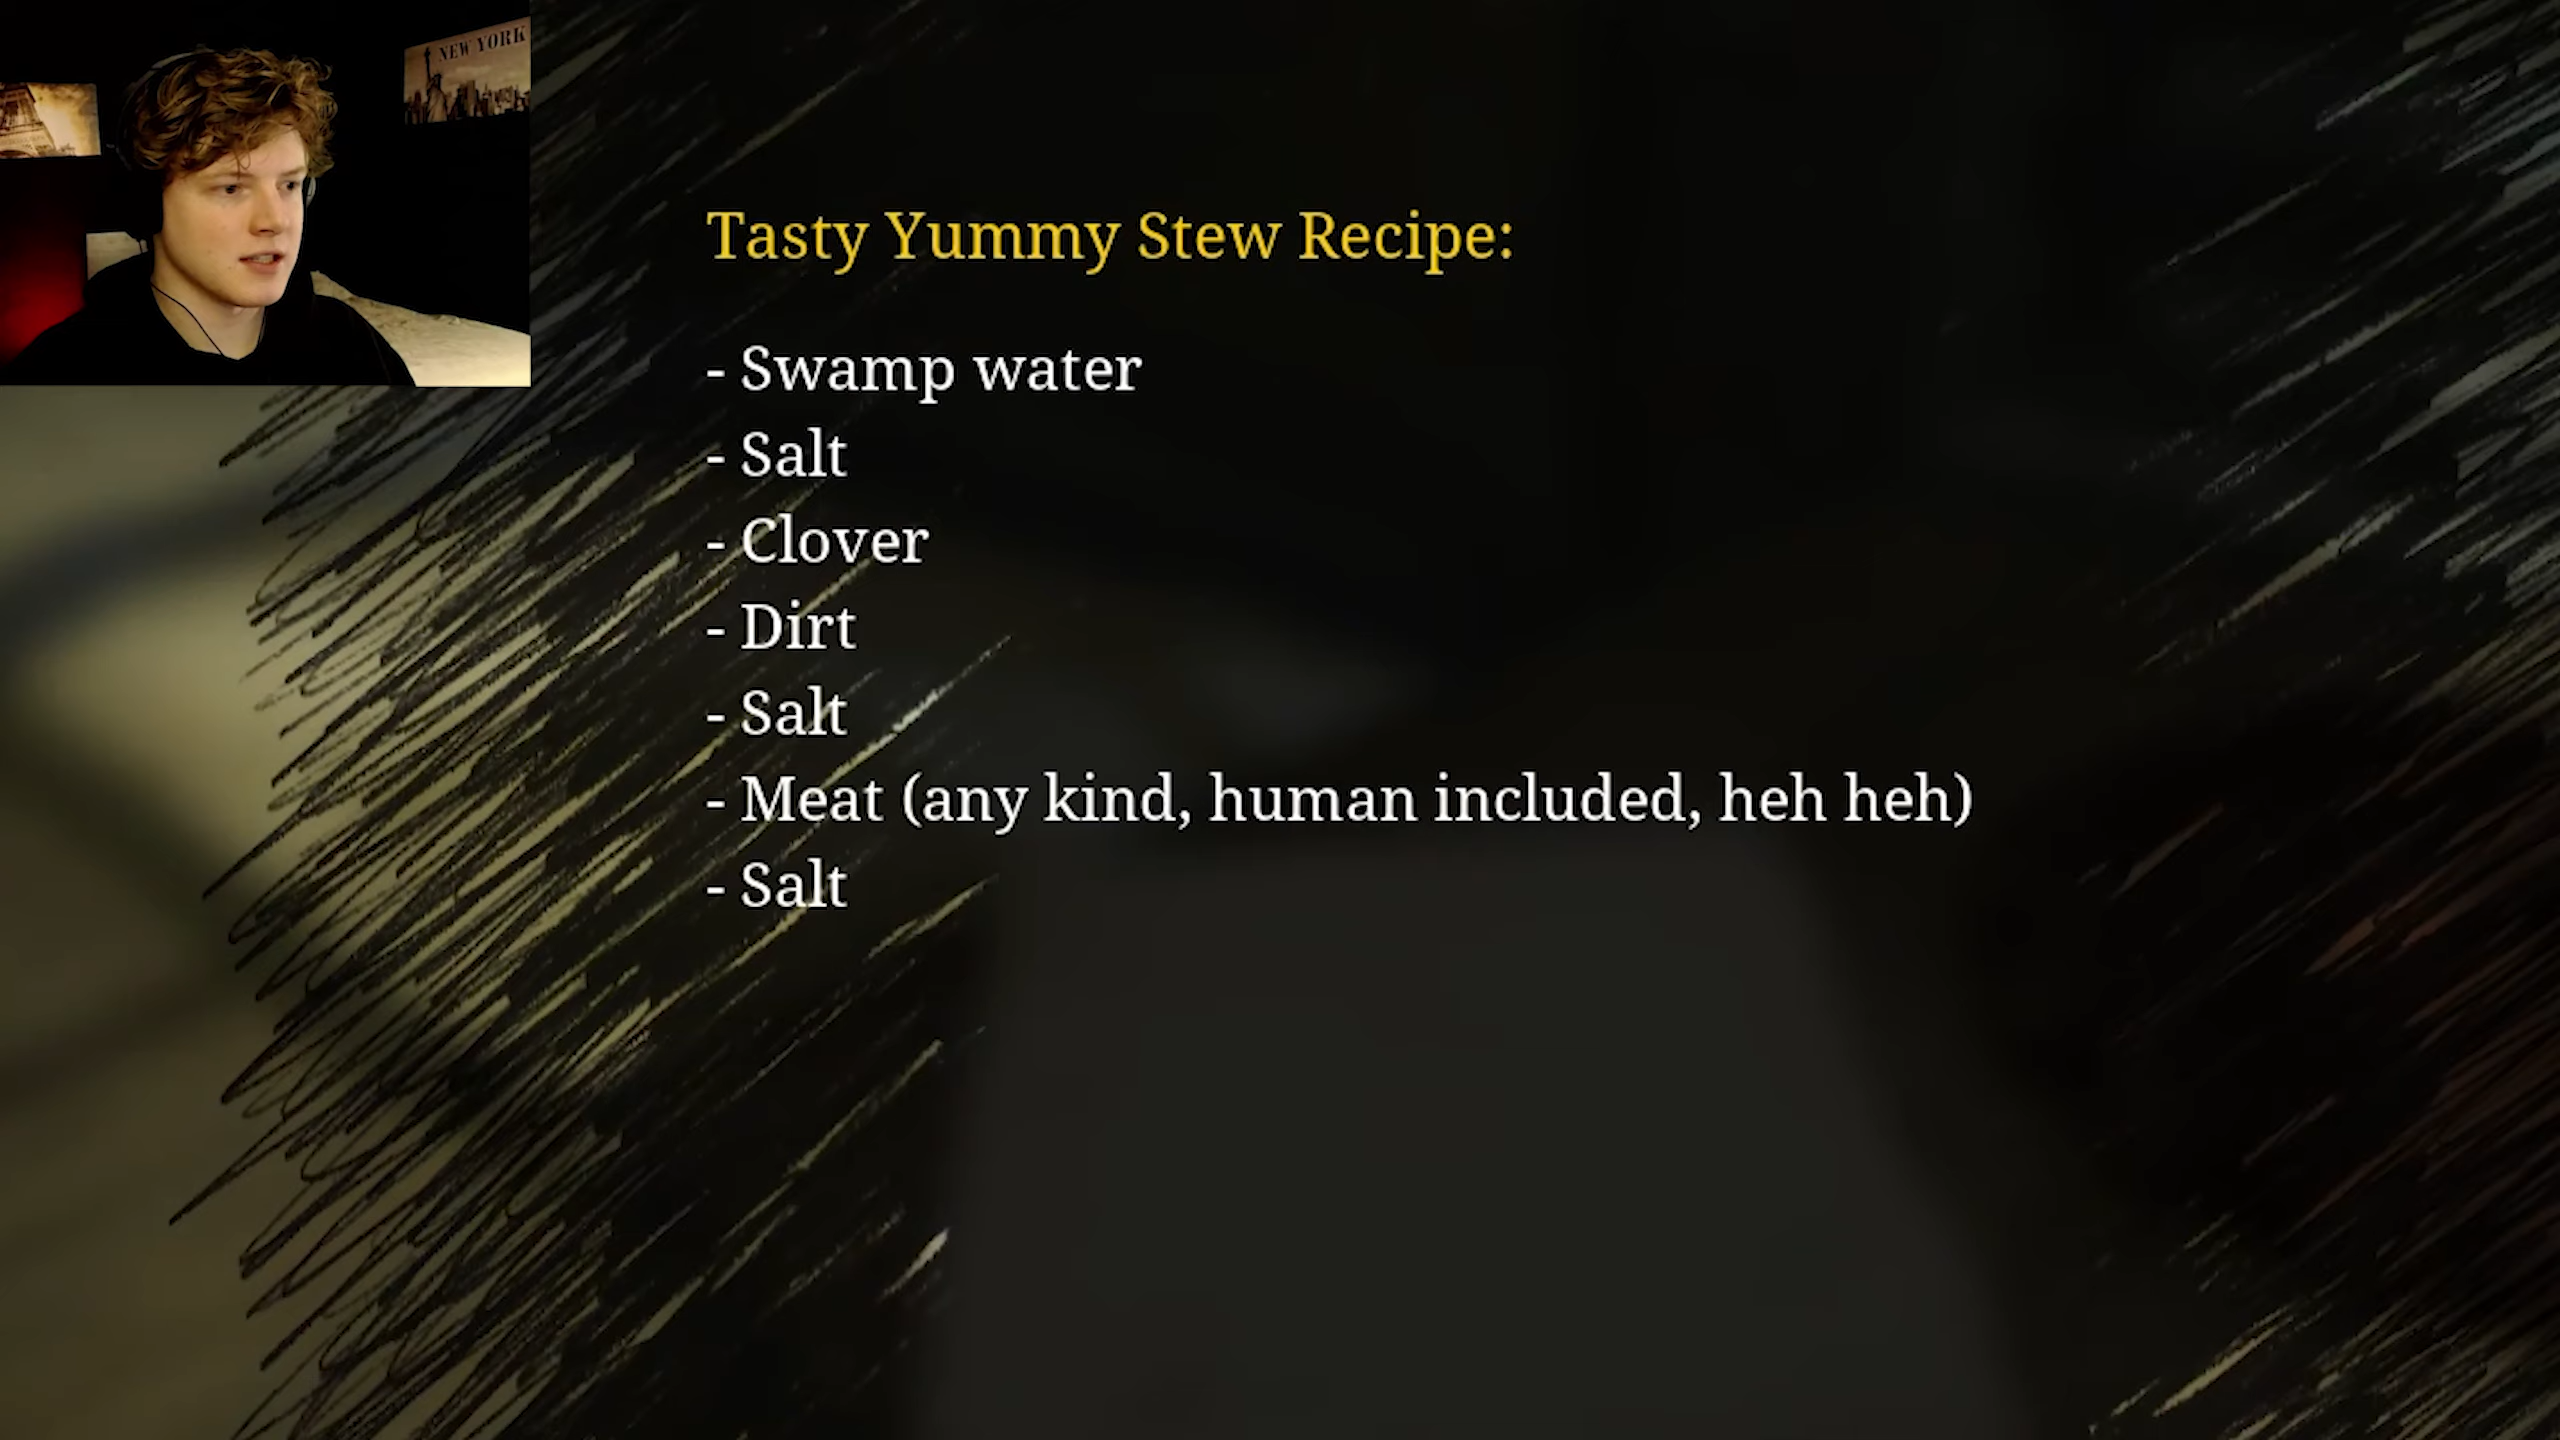 NEW YORK
Tasty Yummy Stew Recipe:
- Swamp water
- Salt
- Clover
- Dirt
- Salt
- Meat (any kind, human included, heh heh)
- Salt